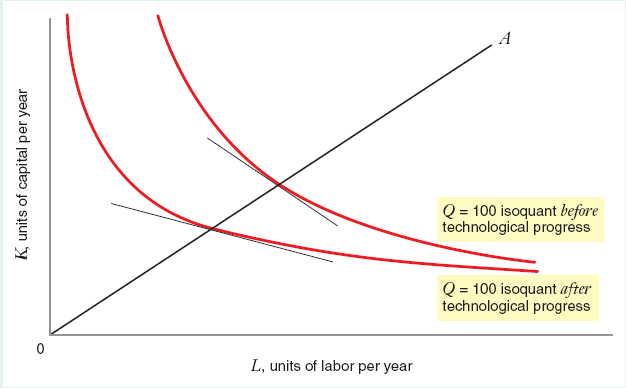 A
K, units of capital per year
Q = 100 isoquant before
technological progress
Q = 100 isoquant after
technological progress
0
L, units of labor per year